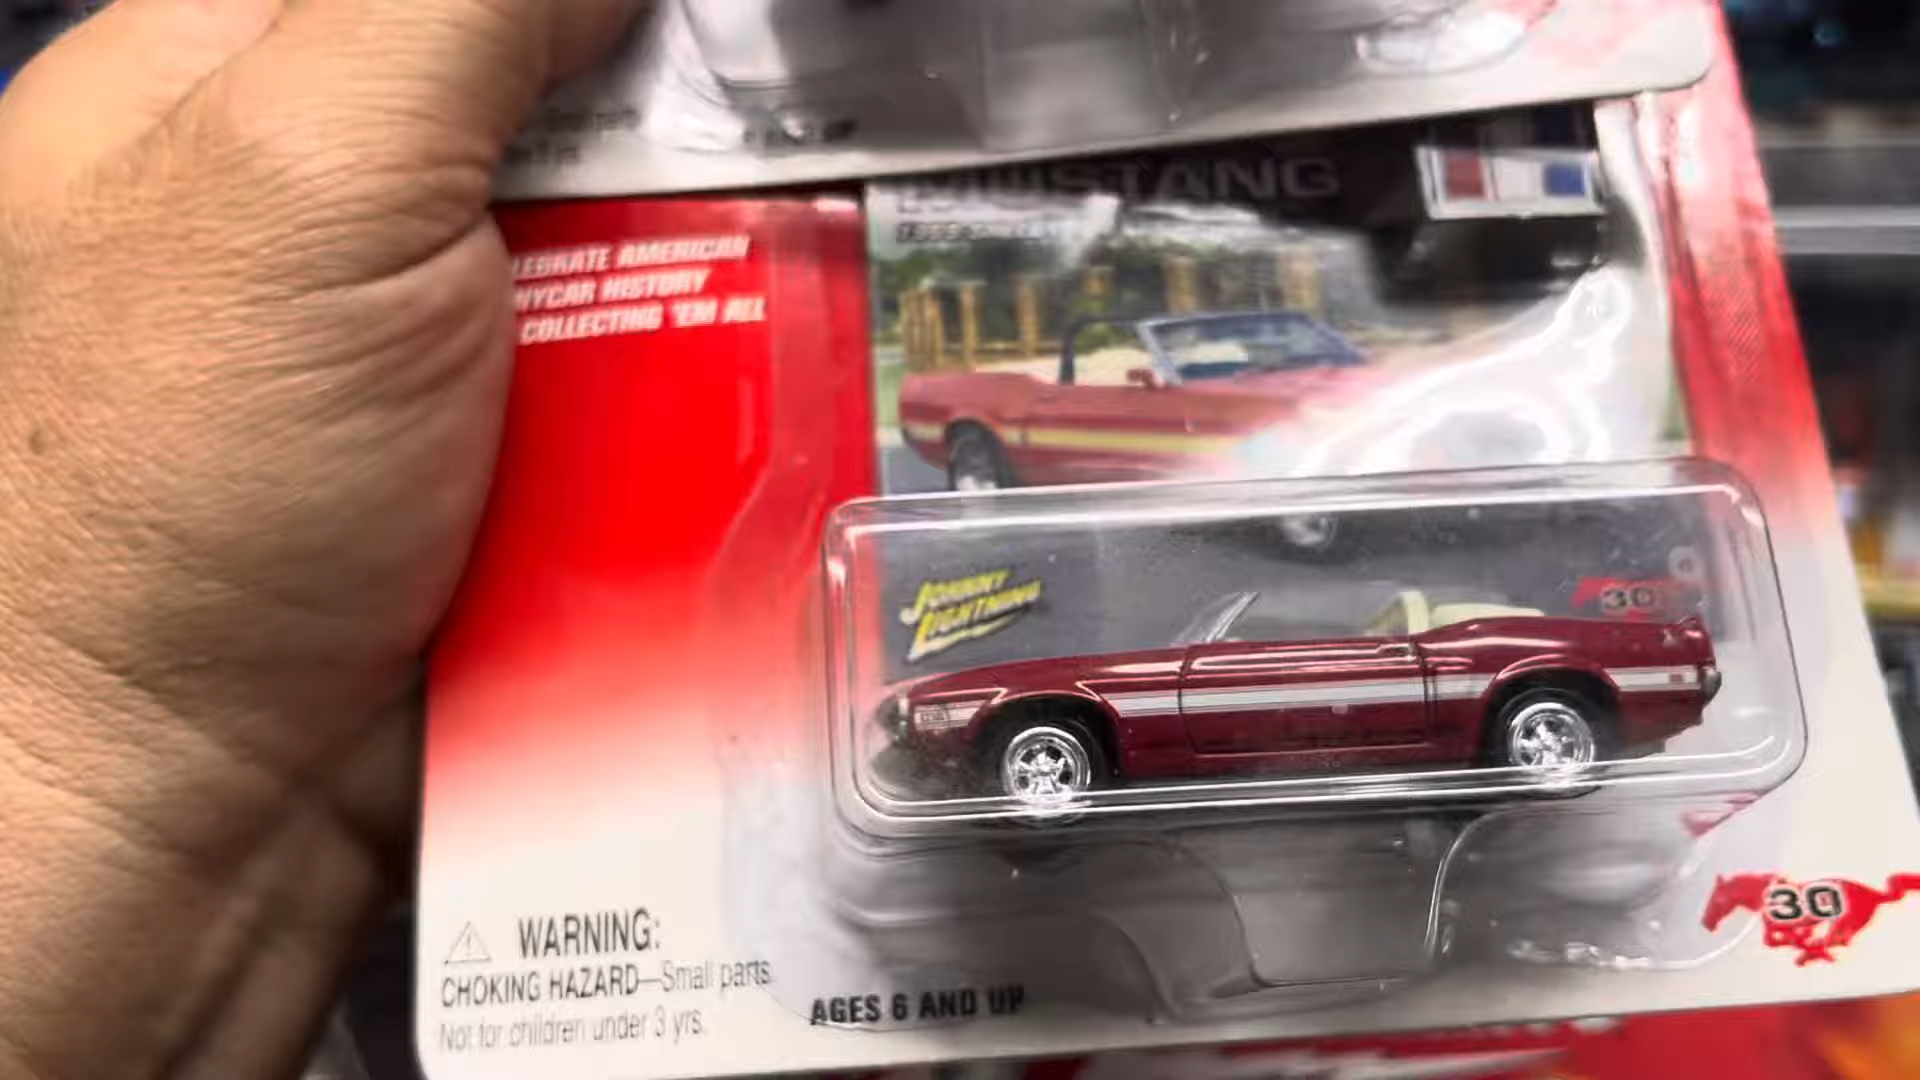 MUSTANG
LEBRATE AMERICAN
NYCAR HISTORY
COLLECTING 'EM ALL
JOHNNY
LIGHTNING
30
30
WARNING:
CHOKING HAZARD—Small parts.
Not for children under 3 yrs.
AGES 6 AND UP